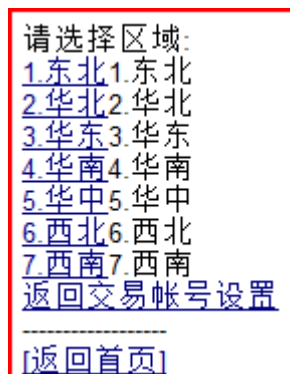 请选择区域:
1.东北1.东北
2.华北2.华北
3.华东3.华东
4.华南4.华南
5.华中5.华中
6.西北6.西北
7.西南7.西南
返回交易帐号设置
------------------
[返回首页]